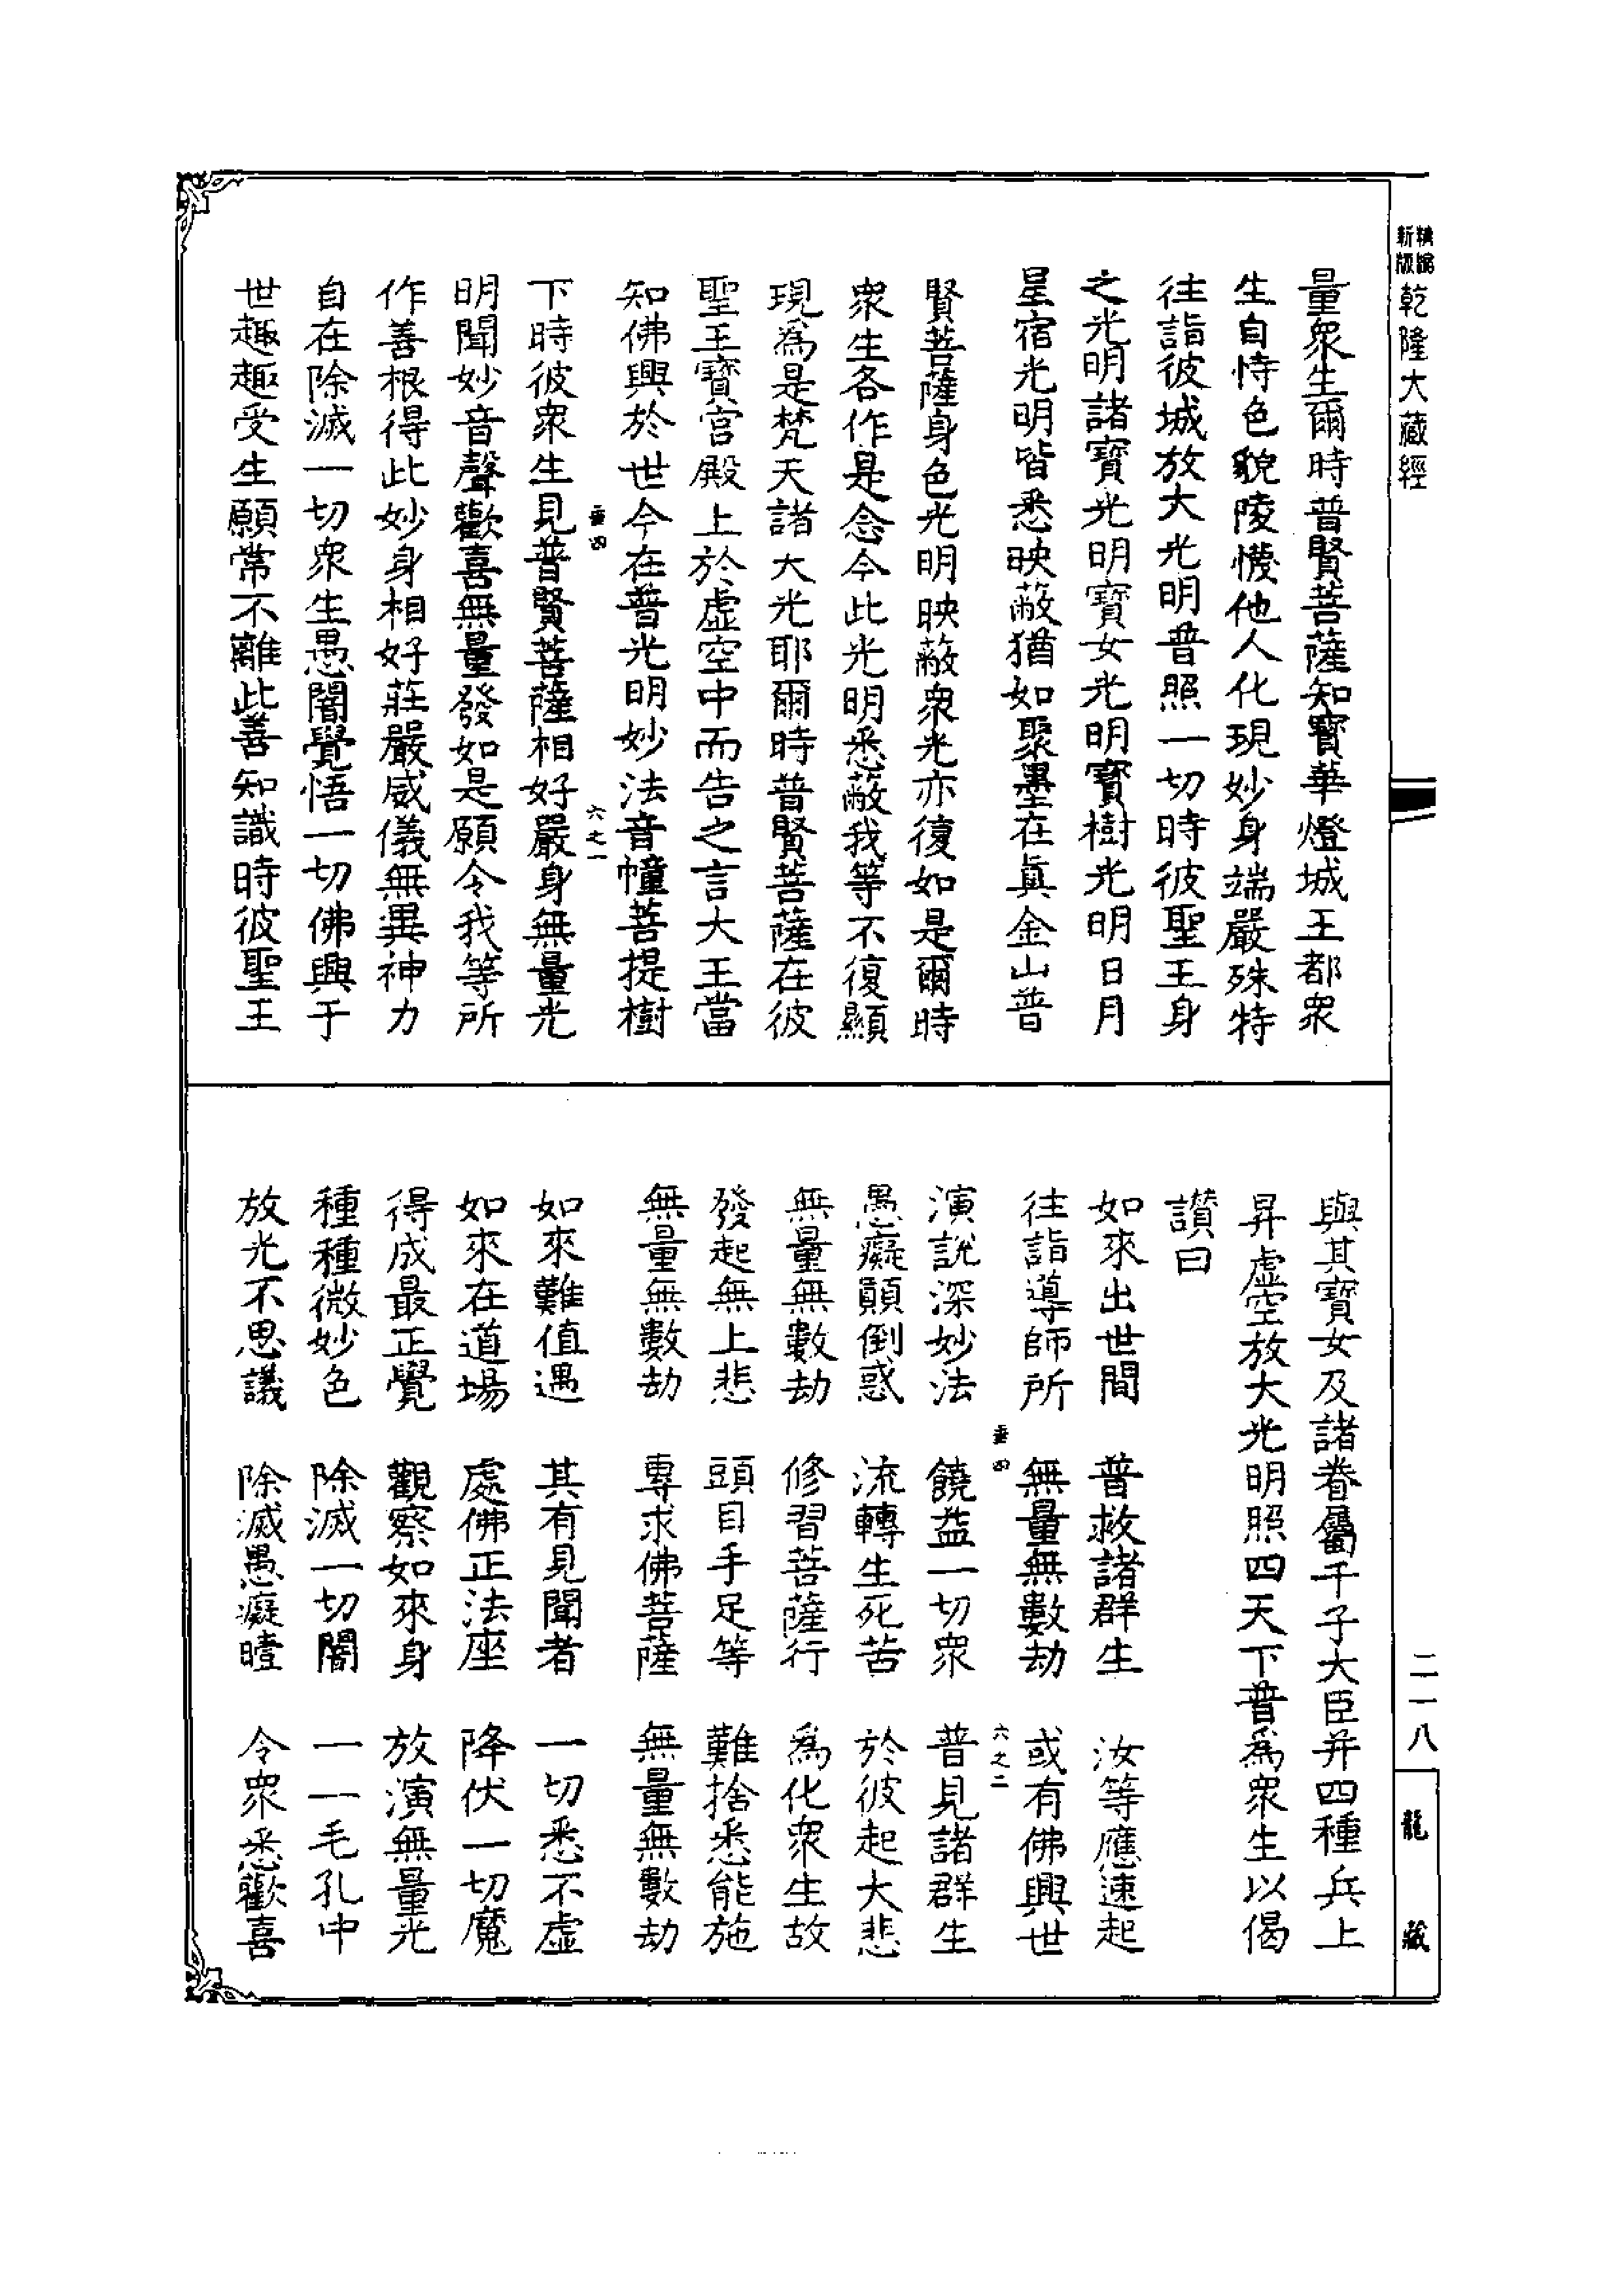 新編
縮版
乾隆大藏經
量衆生爾時普賢菩薩知寶華燈城王都衆
生自恃色貌陵懱他人化現妙身端嚴殊特
往詣彼城放大光明普照一切時彼聖王身
之光明諸寶光明寶女光明寶樹光明日月
星宿光明皆悉映蔽猶如聚墨在眞金山普
賢菩薩身色光明映蔽衆光亦復如是爾時
衆生各作是念今此光明悉蔽我等不復顯
現爲是梵天諸大光耶爾時普賢菩薩在彼
聖王寶宮殿上於虛空中而告之言大王當
知佛興於世今在普光明妙法音幢菩提樹
垂四 六之一
下時彼衆生見普賢菩薩相好嚴身無量光
明聞妙音聲歡喜無量發如是願令我等所
作善根得此妙身相好莊嚴威儀無異神力
自在除滅一切衆生愚闇覺悟一切佛興于
世趣趣受生願常不離此善知識時彼聖王
與其寶女及諸眷屬千子大臣并四種兵上
昇虛空放大光明照四天下普爲衆生以偈
讚曰
如來出世間 普救諸群生 汝等應速起
往詣導師所 無量無數劫 或有佛興世
垂四 六之二
演說深妙法 饒益一切衆 普見諸群生
愚癡顚倒惑 流轉生死苦 於彼起大悲
無量無數劫 修習菩薩行 爲化衆生故
發起無上悲 頭目手足等 難捨悉能施
無量無數劫 專求佛菩薩 無量無數劫
如來難值遇 其有見聞者 一切悉不虛
如來在道場 處佛正法座 降伏一切魔
得成最正覺 觀察如來身 放演無量光
種種微妙色 除滅一切闇 一一毛孔中
放光不思議 除滅愚癡曀 令衆悉歡喜
二一八
龍藏